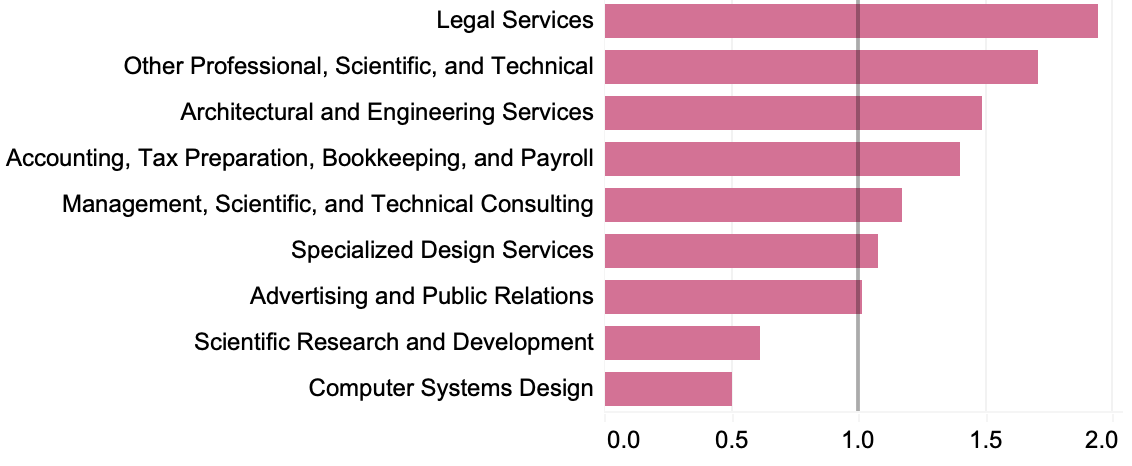 Legal Services
Other Professional, Scientific, and Technical
Architectural and Engineering Services
Accounting, Tax Preparation, Bookkeeping, and Payroll
Management, Scientific, and Technical Consulting
Specialized Design Services
Advertising and Public Relations
Scientific Research and Development
Computer Systems Design
0.0 0.5 1.0 1.5 2.0